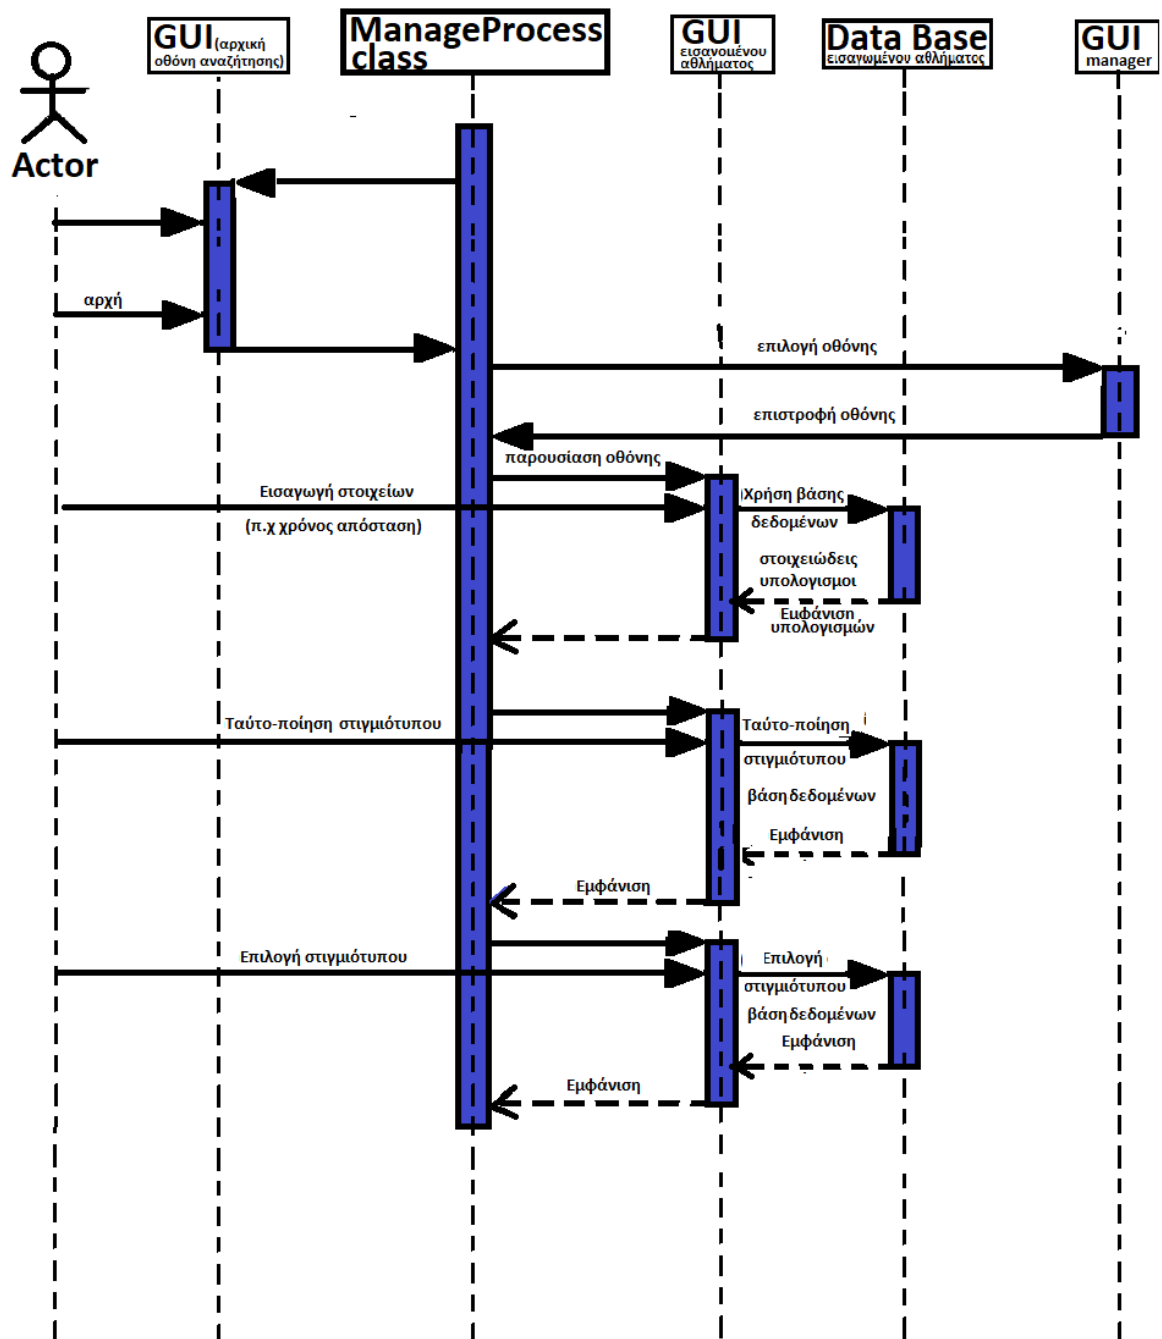 GUI(αρχική
οθόνη αναζήτησης)
ManageProcess
class
GUI
εισαγομένου
αθλήματος
Data Base
εισαγωμένου αθλήματος
GUI
manager
Actor
αρχή
επιλογή οθόνης
επιστροφή οθόνης
παρουσίαση οθόνης
Εισαγωγή στοιχείων
(π.χ χρόνος απόσταση)
Χρήση βάσης
δεδομένων
στοιχειώδεις
υπολογισμοι
Εμφάνιση
υπολογισμών
Ταύτο-ποίηση στιγμιότυπου
Ταύτο-ποίηση
στιγμιότυπου
βάση δεδομένων
Εμφάνιση
Εμφάνιση
Επιλογή στιγμιότυπου
Επιλογή
στιγμιότυπου
βάση δεδομένων
Εμφάνιση
Εμφάνιση